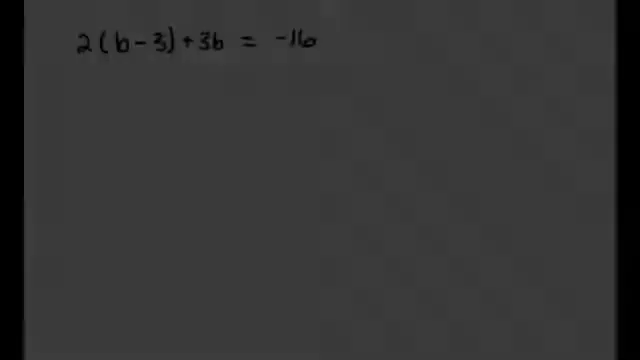 2(b-3)+3b = -16